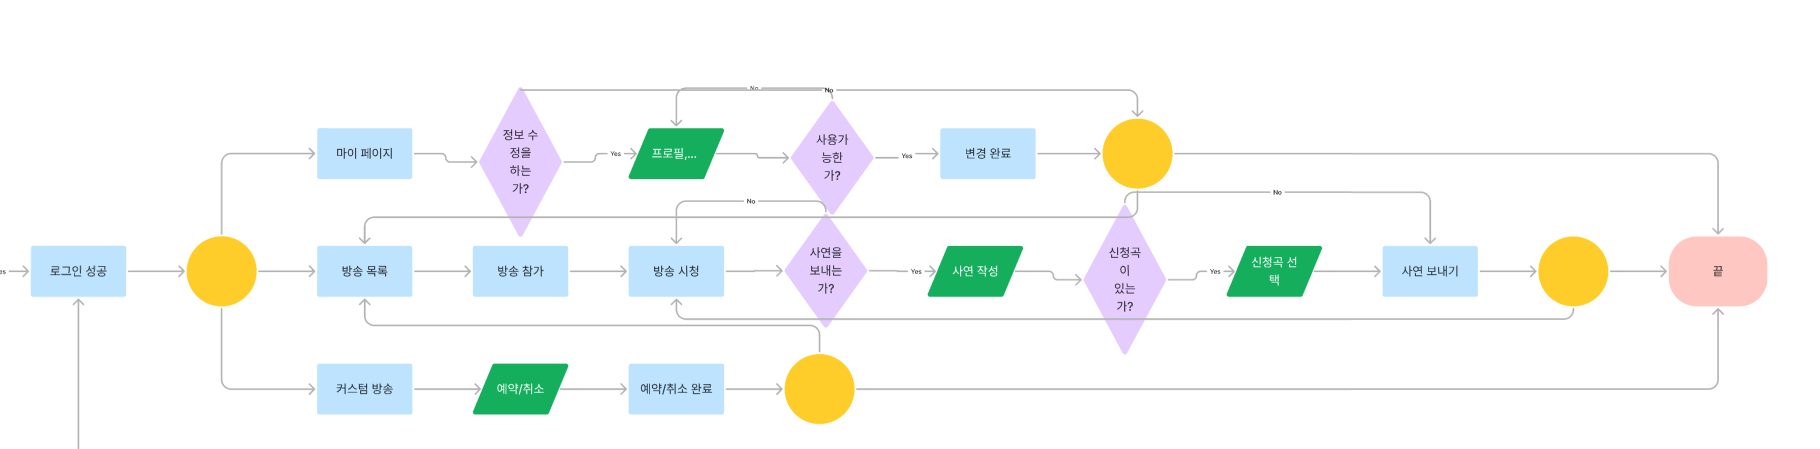 No
No
정보 수
정을
하는
가?
마이 페이지
Yes
프로필,...
사용가
능한
가?
Yes
변경 완료
No
No
es
로그인 성공
방송 목록
방송 참가
방송 시청
사연을
보내는
가?
Yes
사연 작성
신청곡
이
있는
가?
Yes
신청곡 선
택
사연 보내기
끝
커스텀 방송
예약/취소
예약/취소 완료